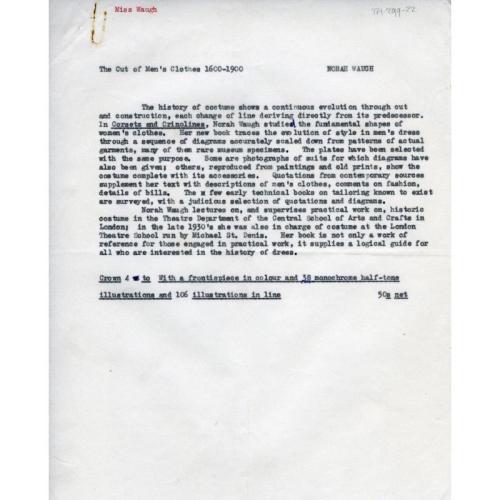 Miss Waugh
The Cut of Men's Clothes 1600-1900 NORAH WAUGH
The history of costume shows a continuous evolution through cut
and construction, each change of line deriving directly from its predecessor.
In Corsets and Crinolines, Norah Waugh studied the fundamental shapes of
women's clothes. Her new book traces the evolution of style in men's dress
through a sequence of diagrams accurately scaled down from patterns of actual
garments, many of them rare museum specimens. The plates have been selected
with the same purpose. Some are photographs of suits for which diagrams have
also been given; others, reproduced from paintings and old prints, show the
costume complete with its accessories. Quotations from contemporary sources
supplement her text with descriptions of men's clothes, comments on fashion,
details of bills. The few early technical books on tailoring known to exist
are surveyed, with a judicious selection of quotations and diagrams.
Norah Waugh lectures on, and supervises practical work on, historic
costume in the Theatre Department of the Central School of Arts and Crafts in
London; in the late 1930's she was also in charge of costume at the London
Theatre School run by Michael St. Denis. Her book is not only a work of
reference for those engaged in practical work, it supplies a logical guide for
all who are interested in the history of dress.
Crown 4 to With a frontispiece in colour and 38 monochrome half-tone
illustrations and 106 illustrations in line 50s net